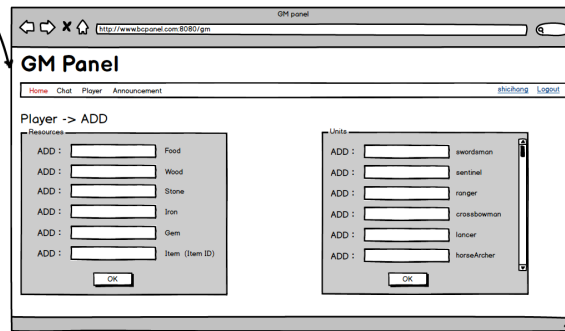 GM panel
http://www.bcpanel.com:8080/gm
GM Panel
Home Chat Player Announcement shicihang Logout
Player -> ADD
Resources
ADD : Food
ADD : Wood
ADD : Stone
ADD : Iron
ADD : Gem
ADD : Item (Item ID)
OK
Units
ADD : swordsman
ADD : sentinel
ADD : ranger
ADD : crossbowman
ADD : lancer
ADD : horseArcher
OK